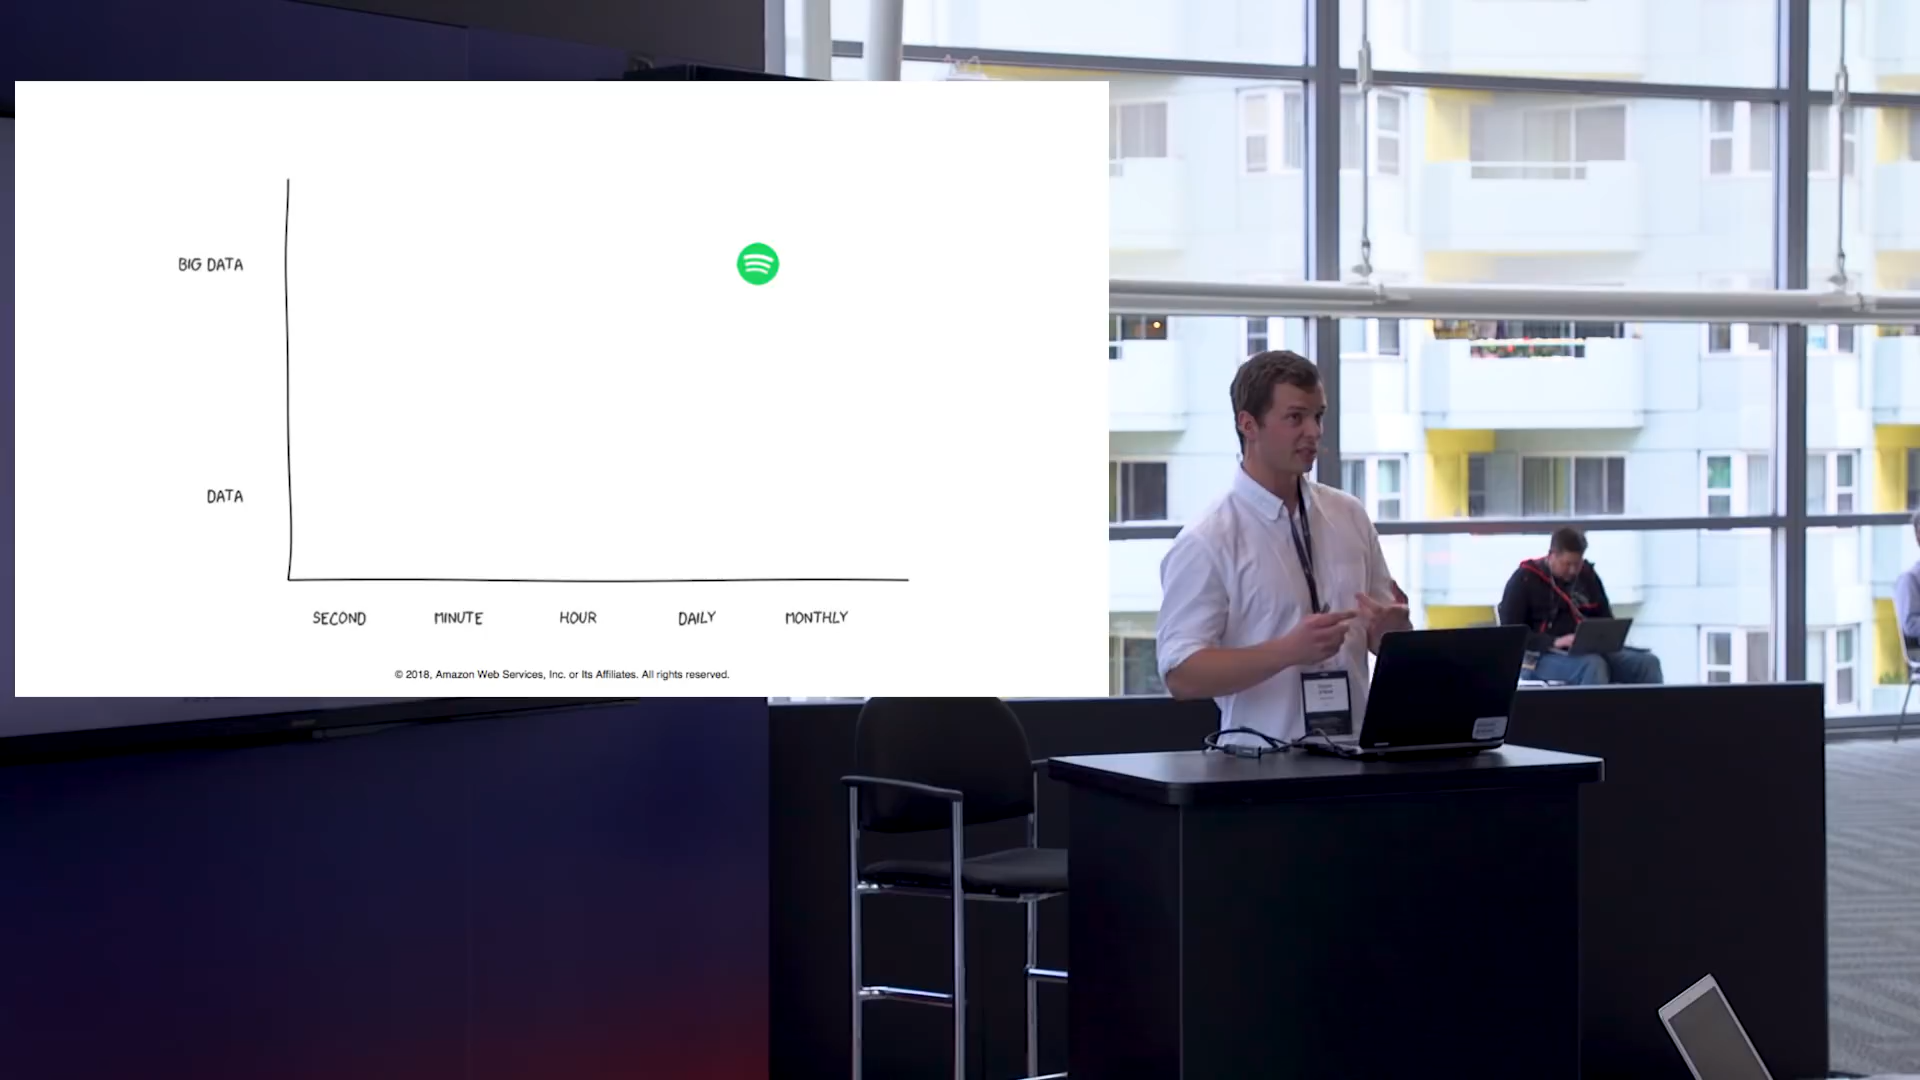 BIG DATA
DATA
SECOND MINUTE HOUR DAILY MONTHLY
© 2018, Amazon Web Services, Inc. or Its Affiliates. All rights reserved.